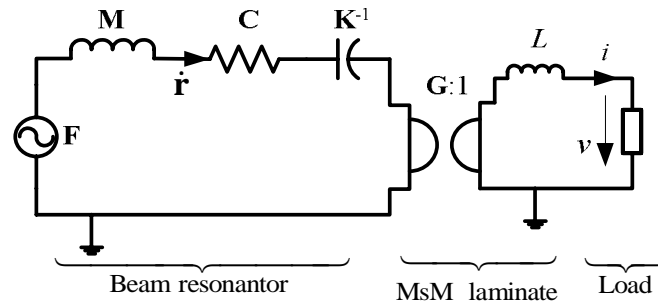 M
C
K⁻¹
ṙ
F
G:1
L
i
v
Beam resonantor
MsM laminate
Load